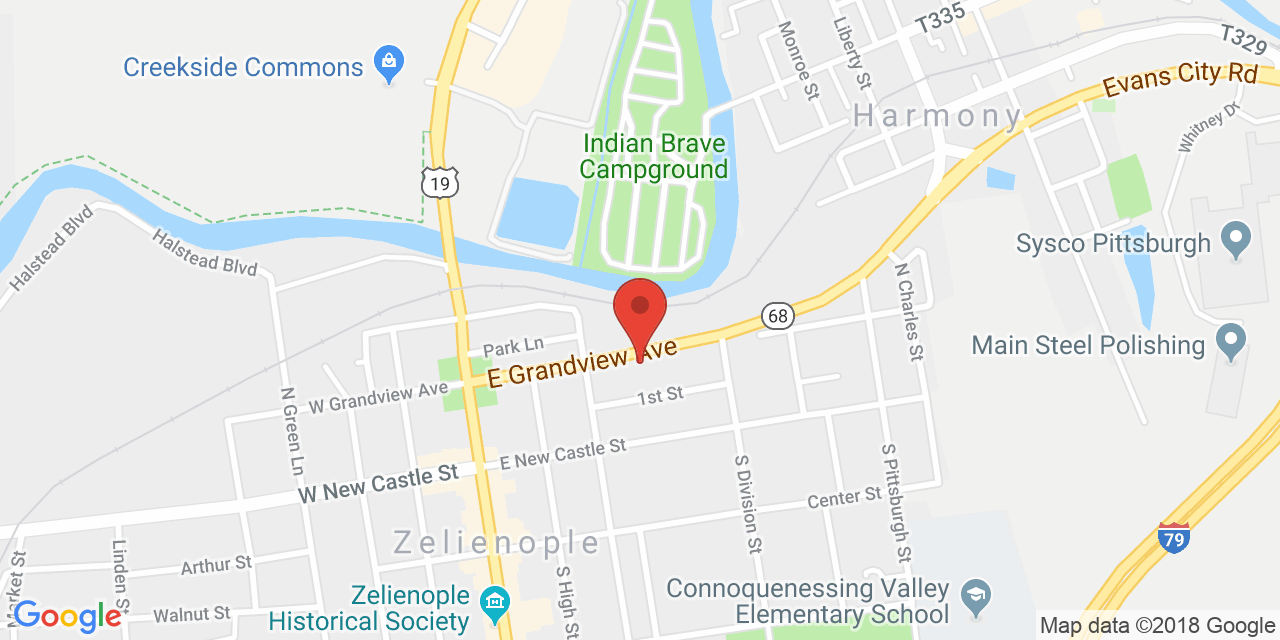 T335
T329
Monroe St
Liberty St
Evans City Rd
Creekside Commons
Harmony
Whitney Dr
Indian Brave
Campground
19
Halstead Blvd
Halstead Blvd
Sysco Pittsburgh
N Charles St
68
Main Steel Polishing
Park Ln
E Grandview Ave
W Grandview Ave
1st St
N Green Ln
E New Castle St
W New Castle St
S Division St
S Pittsburgh St
Center St
Zelienople
79
Linden St
Market St
Arthur St
S High St
Walnut St
Zelienople
Historical Society
Connoquenessing Valley
Elementary School
Google
Map data ©2018 Google